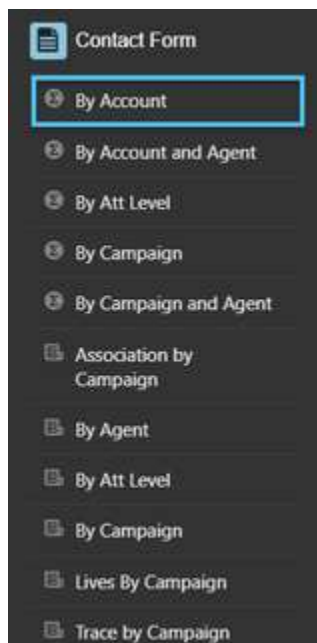 Contact Form
By Account
By Account and Agent
By Att Level
By Campaign
By Campaign and Agent
Association by
Campaign
By Agent
By Att Level
By Campaign
Lives By Campaign
Trace by Campaign